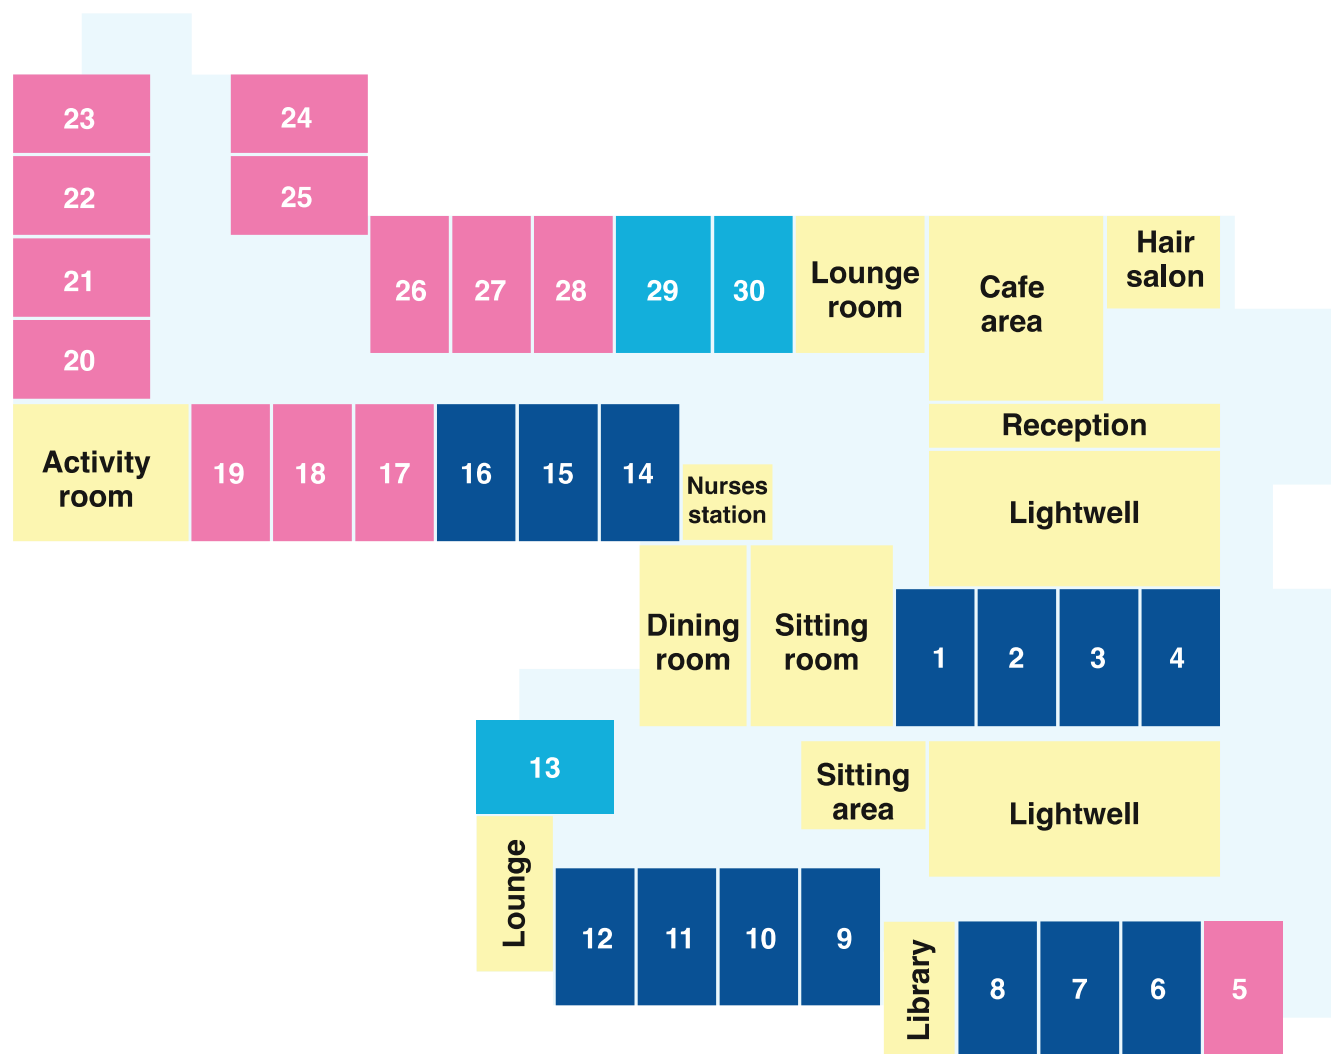 23
24
22
25
21
20
26
27
28
29
30
Lounge
room
Cafe
area
Hair
salon
Reception
Activity
room
19
18
17
16
15
14
Nurses
station
Lightwell
Dining
room
Sitting
room
1
2
3
4
13
Sitting
area
Lightwell
Lounge
12
11
10
9
Library
8
7
6
5